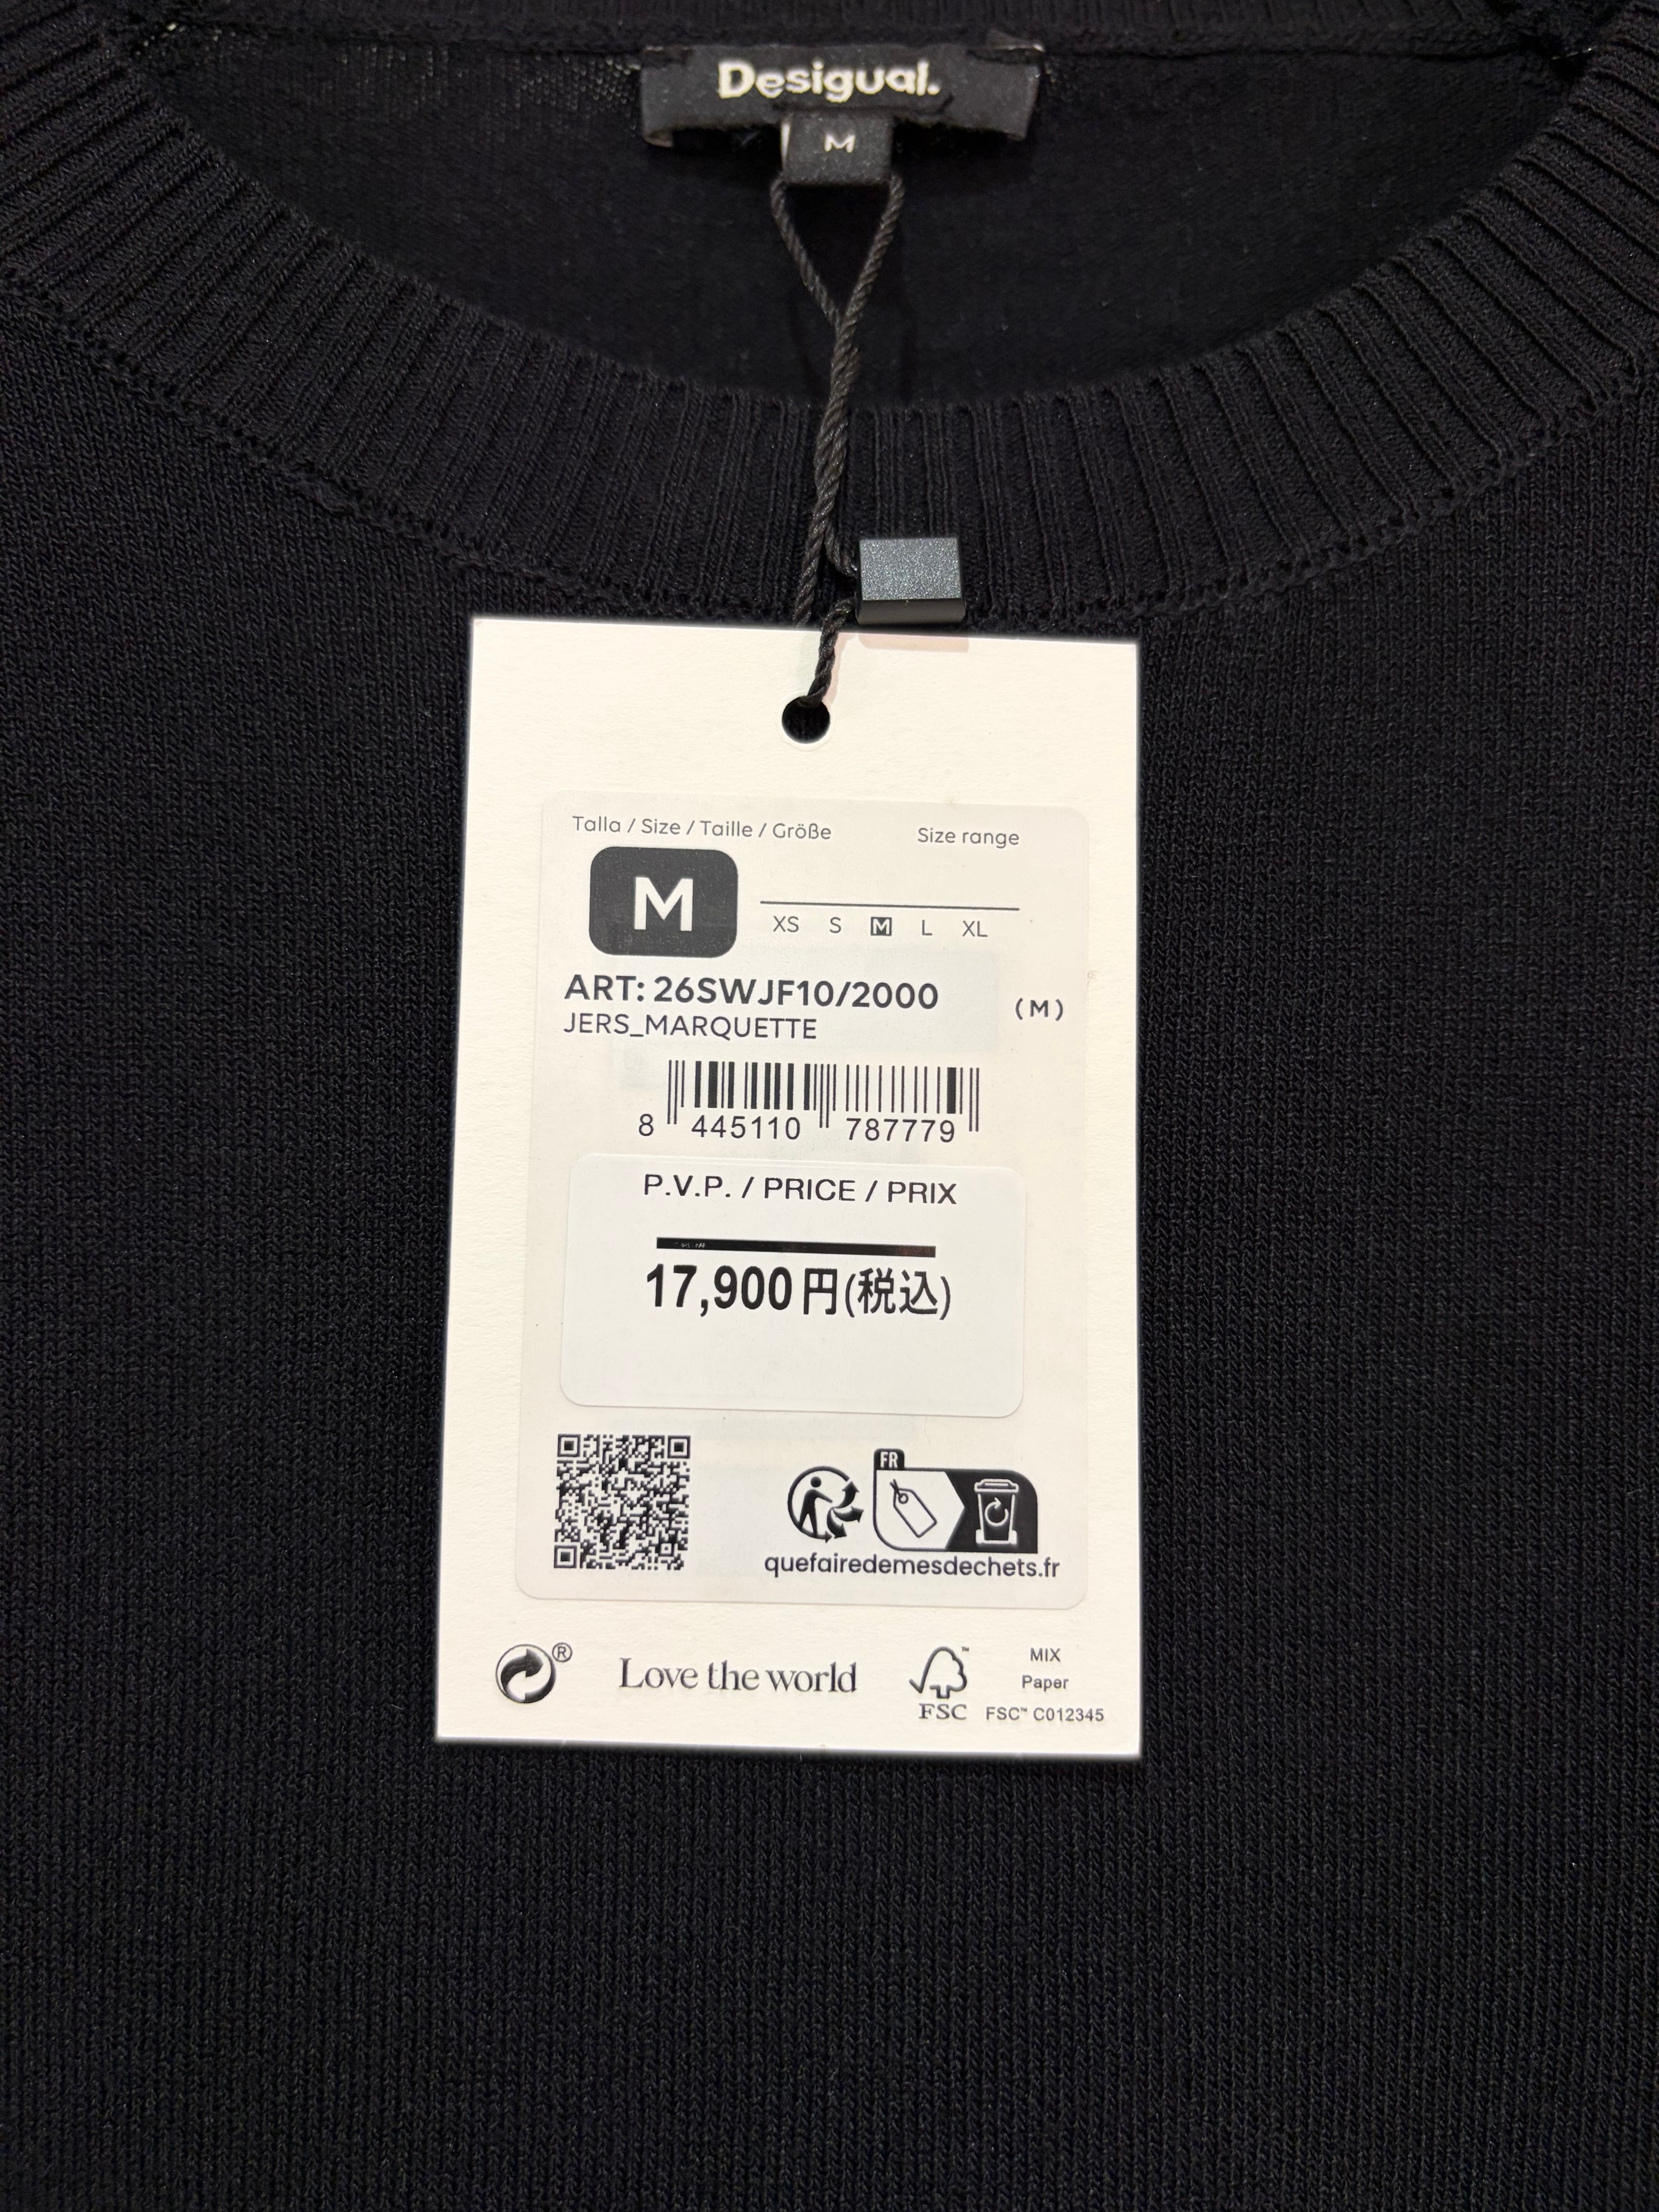 Desigual.
M
Talla / Size / Taille / Größe
Size range
M
XS S M L XL
ART: 26SWJF10/2000
(M)
JERS_MARQUETTE
8 445110 787779
P.V.P. / PRICE / PRIX
17,900円(税込)
FR
quefairedemesdechets.fr
®
Love the world
™
FSC
MIX
Paper
FSC™ C012345